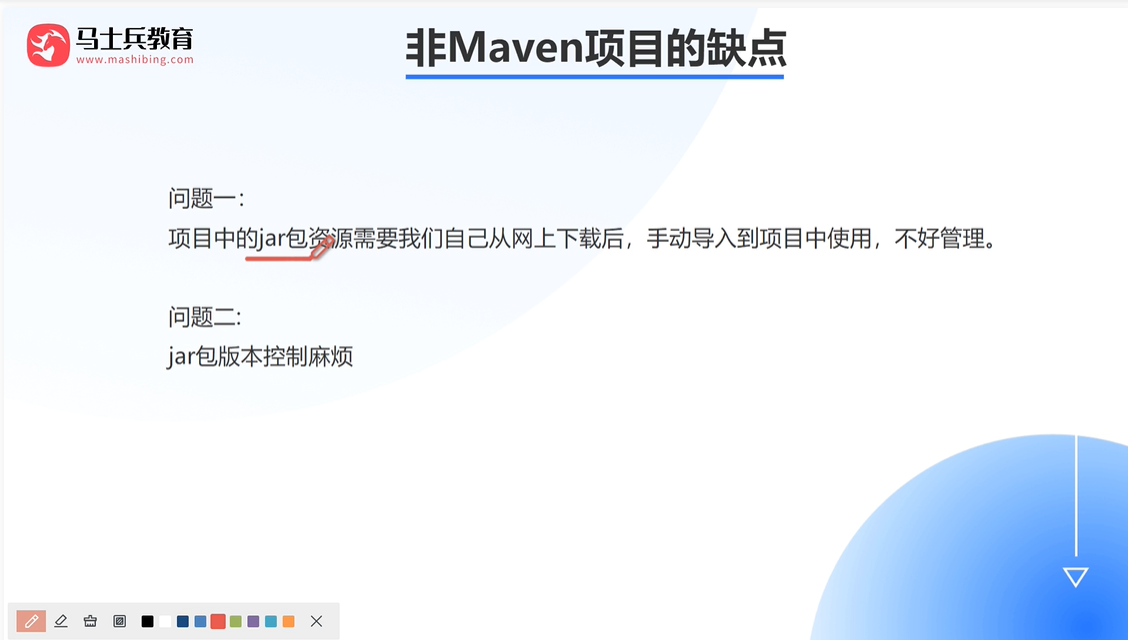 马士兵教育
www.mashibing.com
非Maven项目的缺点
问题一：
项目中的jar包资源需要我们自己从网上下载后，手动导入到项目中使用，不好管理。
问题二:
jar包版本控制麻烦